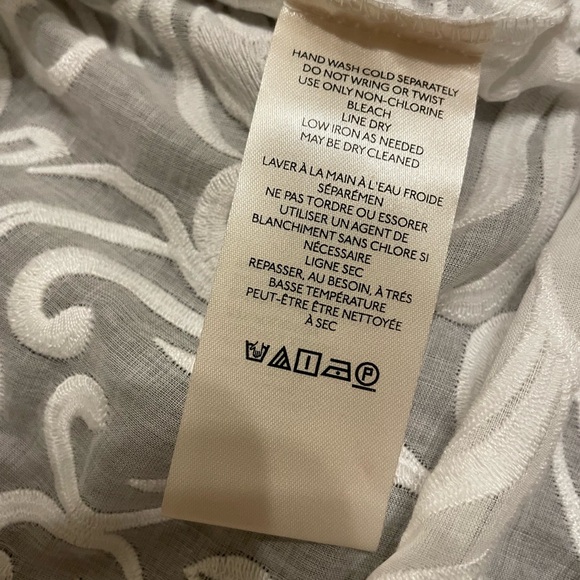 HAND WASH COLD SEPARATELY
DO NOT WRING OR TWIST
USE ONLY NON-CHLORINE
BLEACH
LINE DRY
LOW IRON AS NEEDED
MAY BE DRY CLEANED
LAVER À LA MAIN À L'EAU FROIDE
SÉPARÉMEN
NE PAS TORDRE OU ESSORER
UTILISER UN AGENT DE
BLANCHIMENT SANS CHLORE SI
NÉCESSAIRE
LIGNE SEC
REPASSER, AU BESOIN, À TRÉS
BASSE TEMPÉRATURE
PEUT-ÊTRE ÊTRE NETTOYÉE
À SEC
P